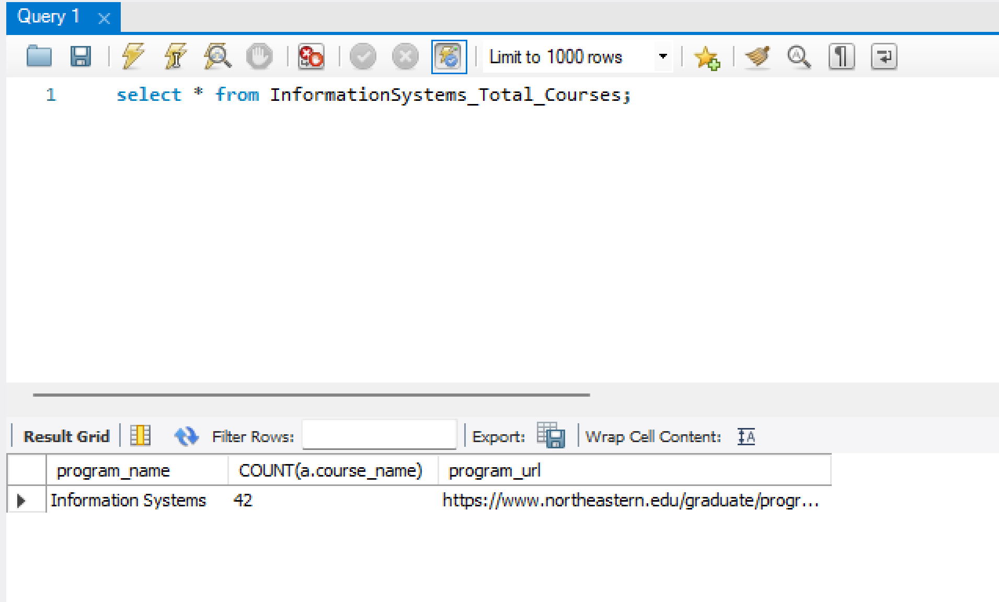 Query 1
Limit to 1000 rows
1 select * from InformationSystems_Total_Courses;
Result Grid Filter Rows: Export: Wrap Cell Content:
program_name COUNT(a.course_name) program_url
Information Systems 42 https://www.northeastern.edu/graduate/progr...